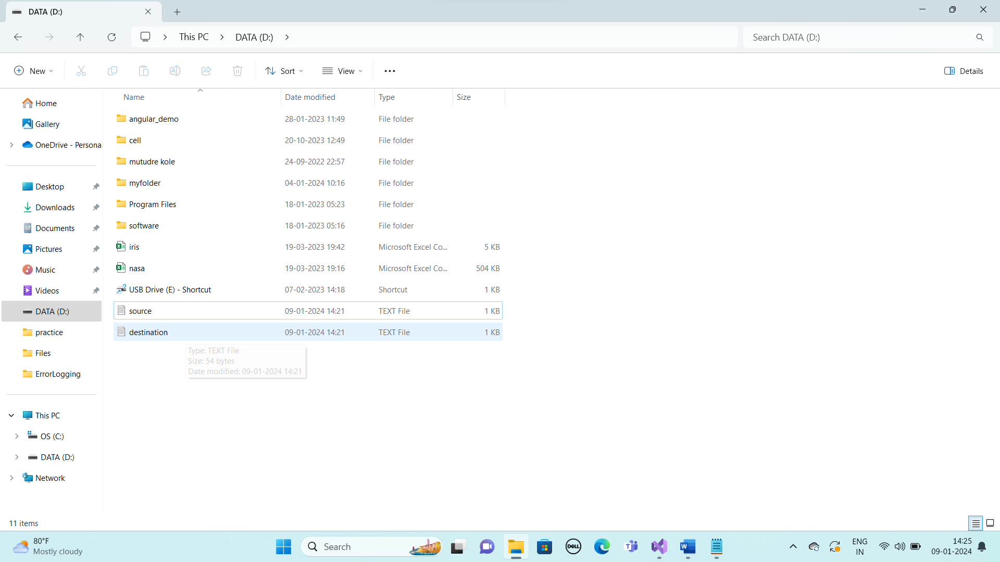 DATA (D:)
This PC
DATA (D:)
Search DATA (D:)
New
Sort
View
Details
Name
Date modified
Type
Size
Home
Gallery
OneDrive - Persona
Desktop
Downloads
Documents
Pictures
Music
Videos
DATA (D:)
practice
Files
ErrorLogging
This PC
OS (C:)
DATA (D:)
Network
angular_demo 28-01-2023 11:49 File folder
cell 20-10-2023 12:49 File folder
mutudre kole 24-09-2022 22:57 File folder
myfolder 04-01-2024 10:16 File folder
Program Files 18-01-2023 05:23 File folder
software 18-01-2023 05:16 File folder
iris 19-03-2023 19:42 Microsoft Excel Co... 5 KB
nasa 19-03-2023 19:16 Microsoft Excel Co... 504 KB
USB Drive (E) - Shortcut 07-02-2023 14:18 Shortcut 1 KB
source 09-01-2024 14:21 TEXT File 1 KB
destination 09-01-2024 14:21 TEXT File 1 KB
Type: TEXT File
Size: 54 bytes
Date modified: 09-01-2024 14:21
11 items
80°F
Mostly cloudy
Search
DELL
ENG
IN
14:25
09-01-2024